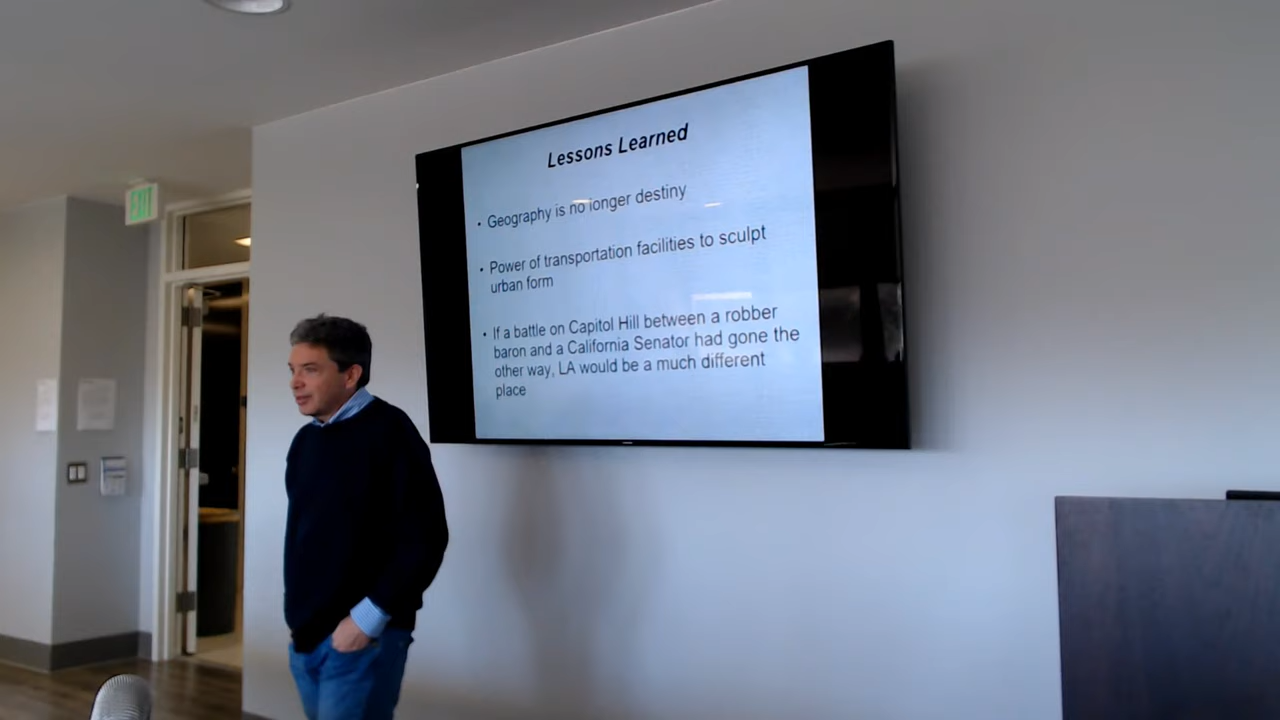 EXIT
Lessons Learned
• Geography is no longer destiny
• Power of transportation facilities to sculpt
urban form
• If a battle on Capitol Hill between a robber
baron and a California Senator had gone the
other way, LA would be a much different
place